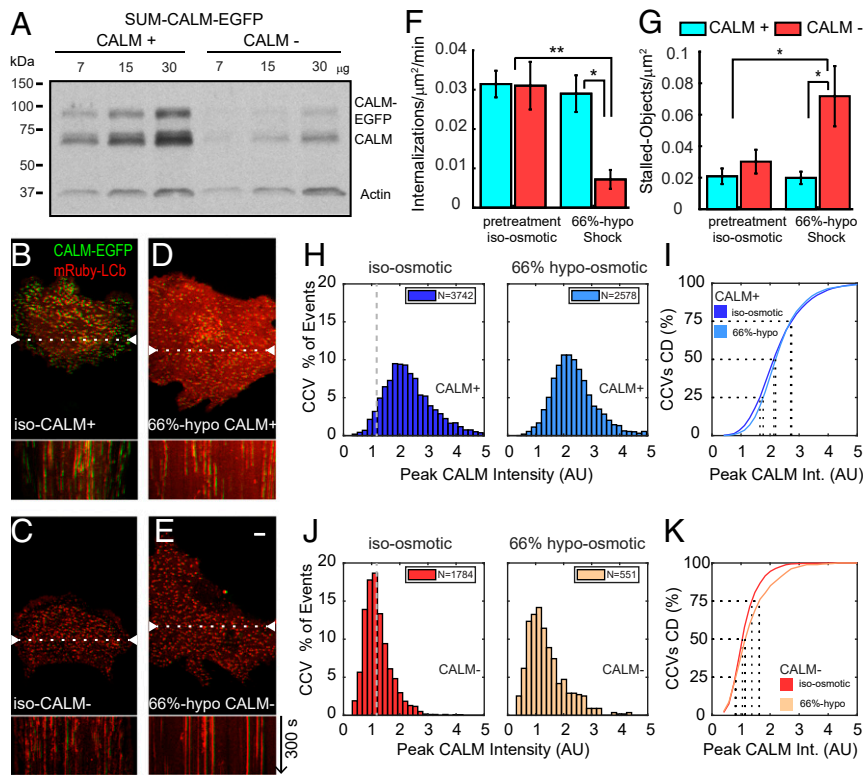 A
SUM-CALM-EGFP
CALM +
CALM -
kDa
7
15
30
7
15
30
μg
150
100
75
50
37
CALM-
EGFP
CALM
Actin
F
Internalizations/μm²/min
0.04
0.03
0.02
0.01
0
**
*
pretreatment
iso-osmotic
66%-hypo
Shock
G
CALM +
CALM -
Stalled-Objects/μm²
0.1
0.08
0.06
0.04
0.02
0
*
*
pretreatment
iso-osmotic
66%-hypo
Shock
B
CALM-EGFP
mRuby-LCb
iso-CALM+
D
66%-hypo CALM+
C
iso-CALM-
E
66%-hypo CALM-
300 s
H
iso-osmotic
66% hypo-osmotic
CCV % of Events
20
15
10
5
0
N=3742
CALM+
N=2578
CALM+
0 1 2 3 4 5
0 1 2 3 4 5
Peak CALM Intensity (AU)
I
CCVs CD (%)
100
75
50
25
0
CALM+
iso-osmotic
66%-hypo
0 1 2 3 4 5
Peak CALM Int. (AU)
J
iso-osmotic
66% hypo-osmotic
CCV % of Events
20
15
10
5
0
N=1784
CALM-
N=551
CALM-
0 1 2 3 4 5
0 1 2 3 4 5
Peak CALM Intensity (AU)
K
CCVs CD (%)
100
75
50
25
0
CALM-
iso-osmotic
66%-hypo
0 1 2 3 4 5
Peak CALM Int. (AU)